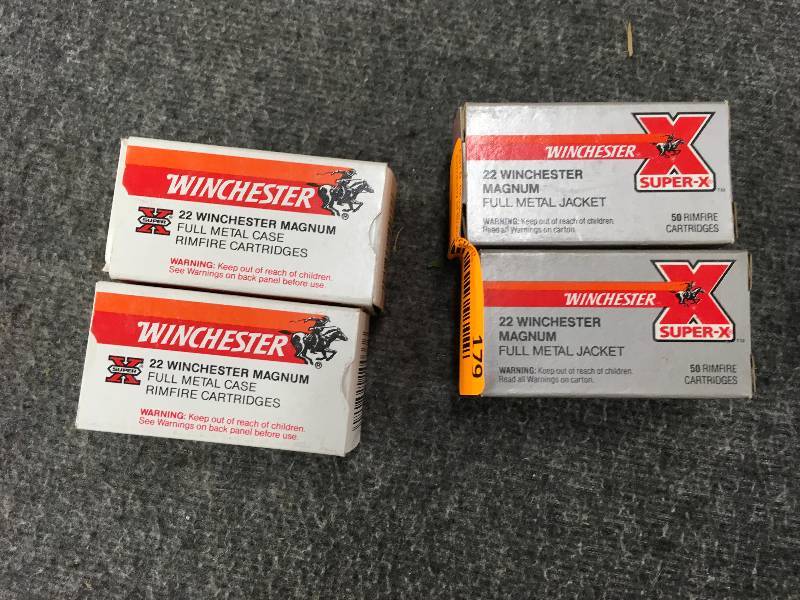 WINCHESTER
X
SUPER
22 WINCHESTER MAGNUM
FULL METAL CASE
RIMFIRE CARTRIDGES
WARNING: Keep out of reach of children.
See Warnings on back panel before use.
WINCHESTER
X
SUPER
22 WINCHESTER MAGNUM
FULL METAL CASE
RIMFIRE CARTRIDGES
WARNING: Keep out of reach of children.
See Warnings on back panel before use.
WINCHESTER
X
SUPER-X
22 WINCHESTER
MAGNUM
FULL METAL JACKET
WARNING: Keep out of reach of children.
Read all Warnings on carton.
50 RIMFIRE
CARTRIDGES
WINCHESTER
X
SUPER-X
22 WINCHESTER
MAGNUM
FULL METAL JACKET
WARNING: Keep out of reach of children.
Read all Warnings on carton.
50 RIMFIRE
CARTRIDGES
179